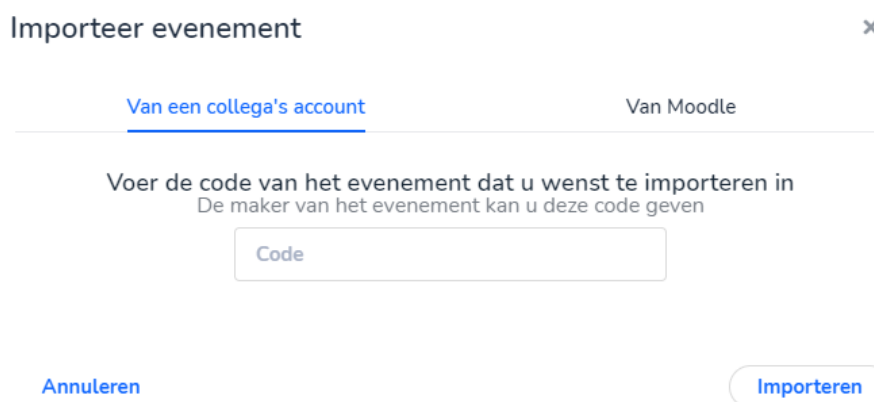 Importeer evenement
Van een collega's account
Van Moodle
Voer de code van het evenement dat u wenst te importeren in
De maker van het evenement kan u deze code geven
Code
Annuleren
Importeren